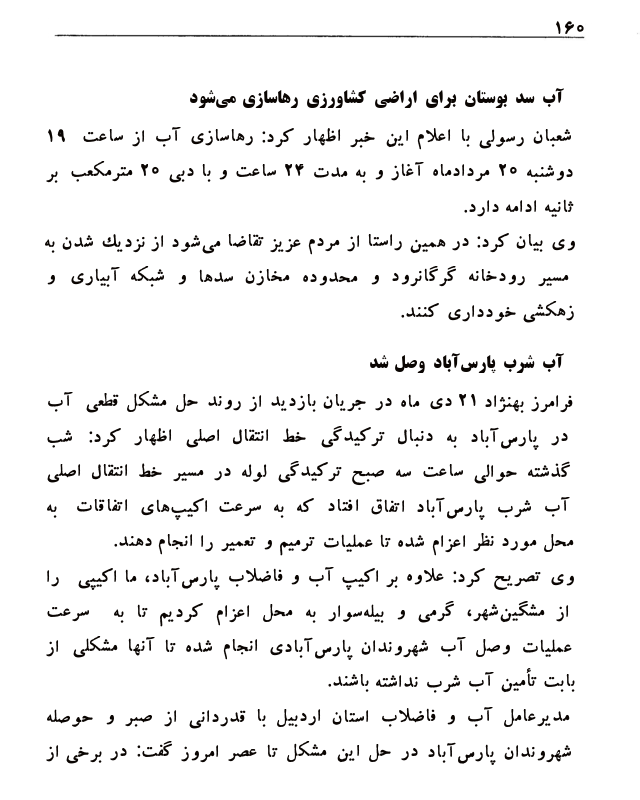 ۱۶۰
آب سد بوستان برای اراضی کشاورزی رهاسازی می‌شود
شعبان رسولی با اعلام این خبر اظهار کرد: رهاسازی آب از ساعت ۱۹
دوشنبه ۲۰ مردادماه آغاز و به مدت ۲۴ ساعت و با دبی ۲۰ مترمکعب بر
ثانیه ادامه دارد.
وی بیان کرد: در همین راستا از مردم عزیز تقاضا می‌شود از نزدیك شدن به
مسیر رودخانه گرگانرود و محدوده مخازن سدها و شبکه آبیاری و
زهکشی خودداری کنند.
آب شرب پارس‌آباد وصل شد
فرامرز بهنژاد ۲۱ دی ماه در جریان بازدید از روند حل مشکل قطعی آب
در پارس‌آباد به دنبال ترکیدگی خط انتقال اصلی اظهار کرد: شب
گذشته حوالی ساعت سه صبح ترکیدگی لوله در مسیر خط انتقال اصلی
آب شرب پارس‌آباد اتفاق افتاد که به سرعت اکیپ‌های اتفاقات به
محل مورد نظر اعزام شده تا عملیات ترمیم و تعمیر را انجام دهند.
وی تصریح کرد: علاوه بر اکیپ آب و فاضلاب پارس‌آباد، ما اکیپی را
از مشگین‌شهر، گرمی و بیله‌سوار به محل اعزام کردیم تا به سرعت
عملیات وصل آب شهروندان پارس‌آبادی انجام شده تا آنها مشکلی از
بابت تأمین آب شرب نداشته باشند.
مدیرعامل آب و فاضلاب استان اردبیل با قدردانی از صبر و حوصله
شهروندان پارس‌آباد در حل این مشکل تا عصر امروز گفت: در برخی از